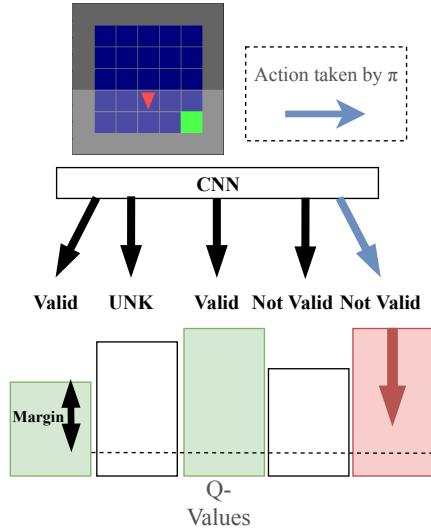 Action taken by π
CNN
Valid UNK Valid Not Valid Not Valid
Margin
Q-
Values